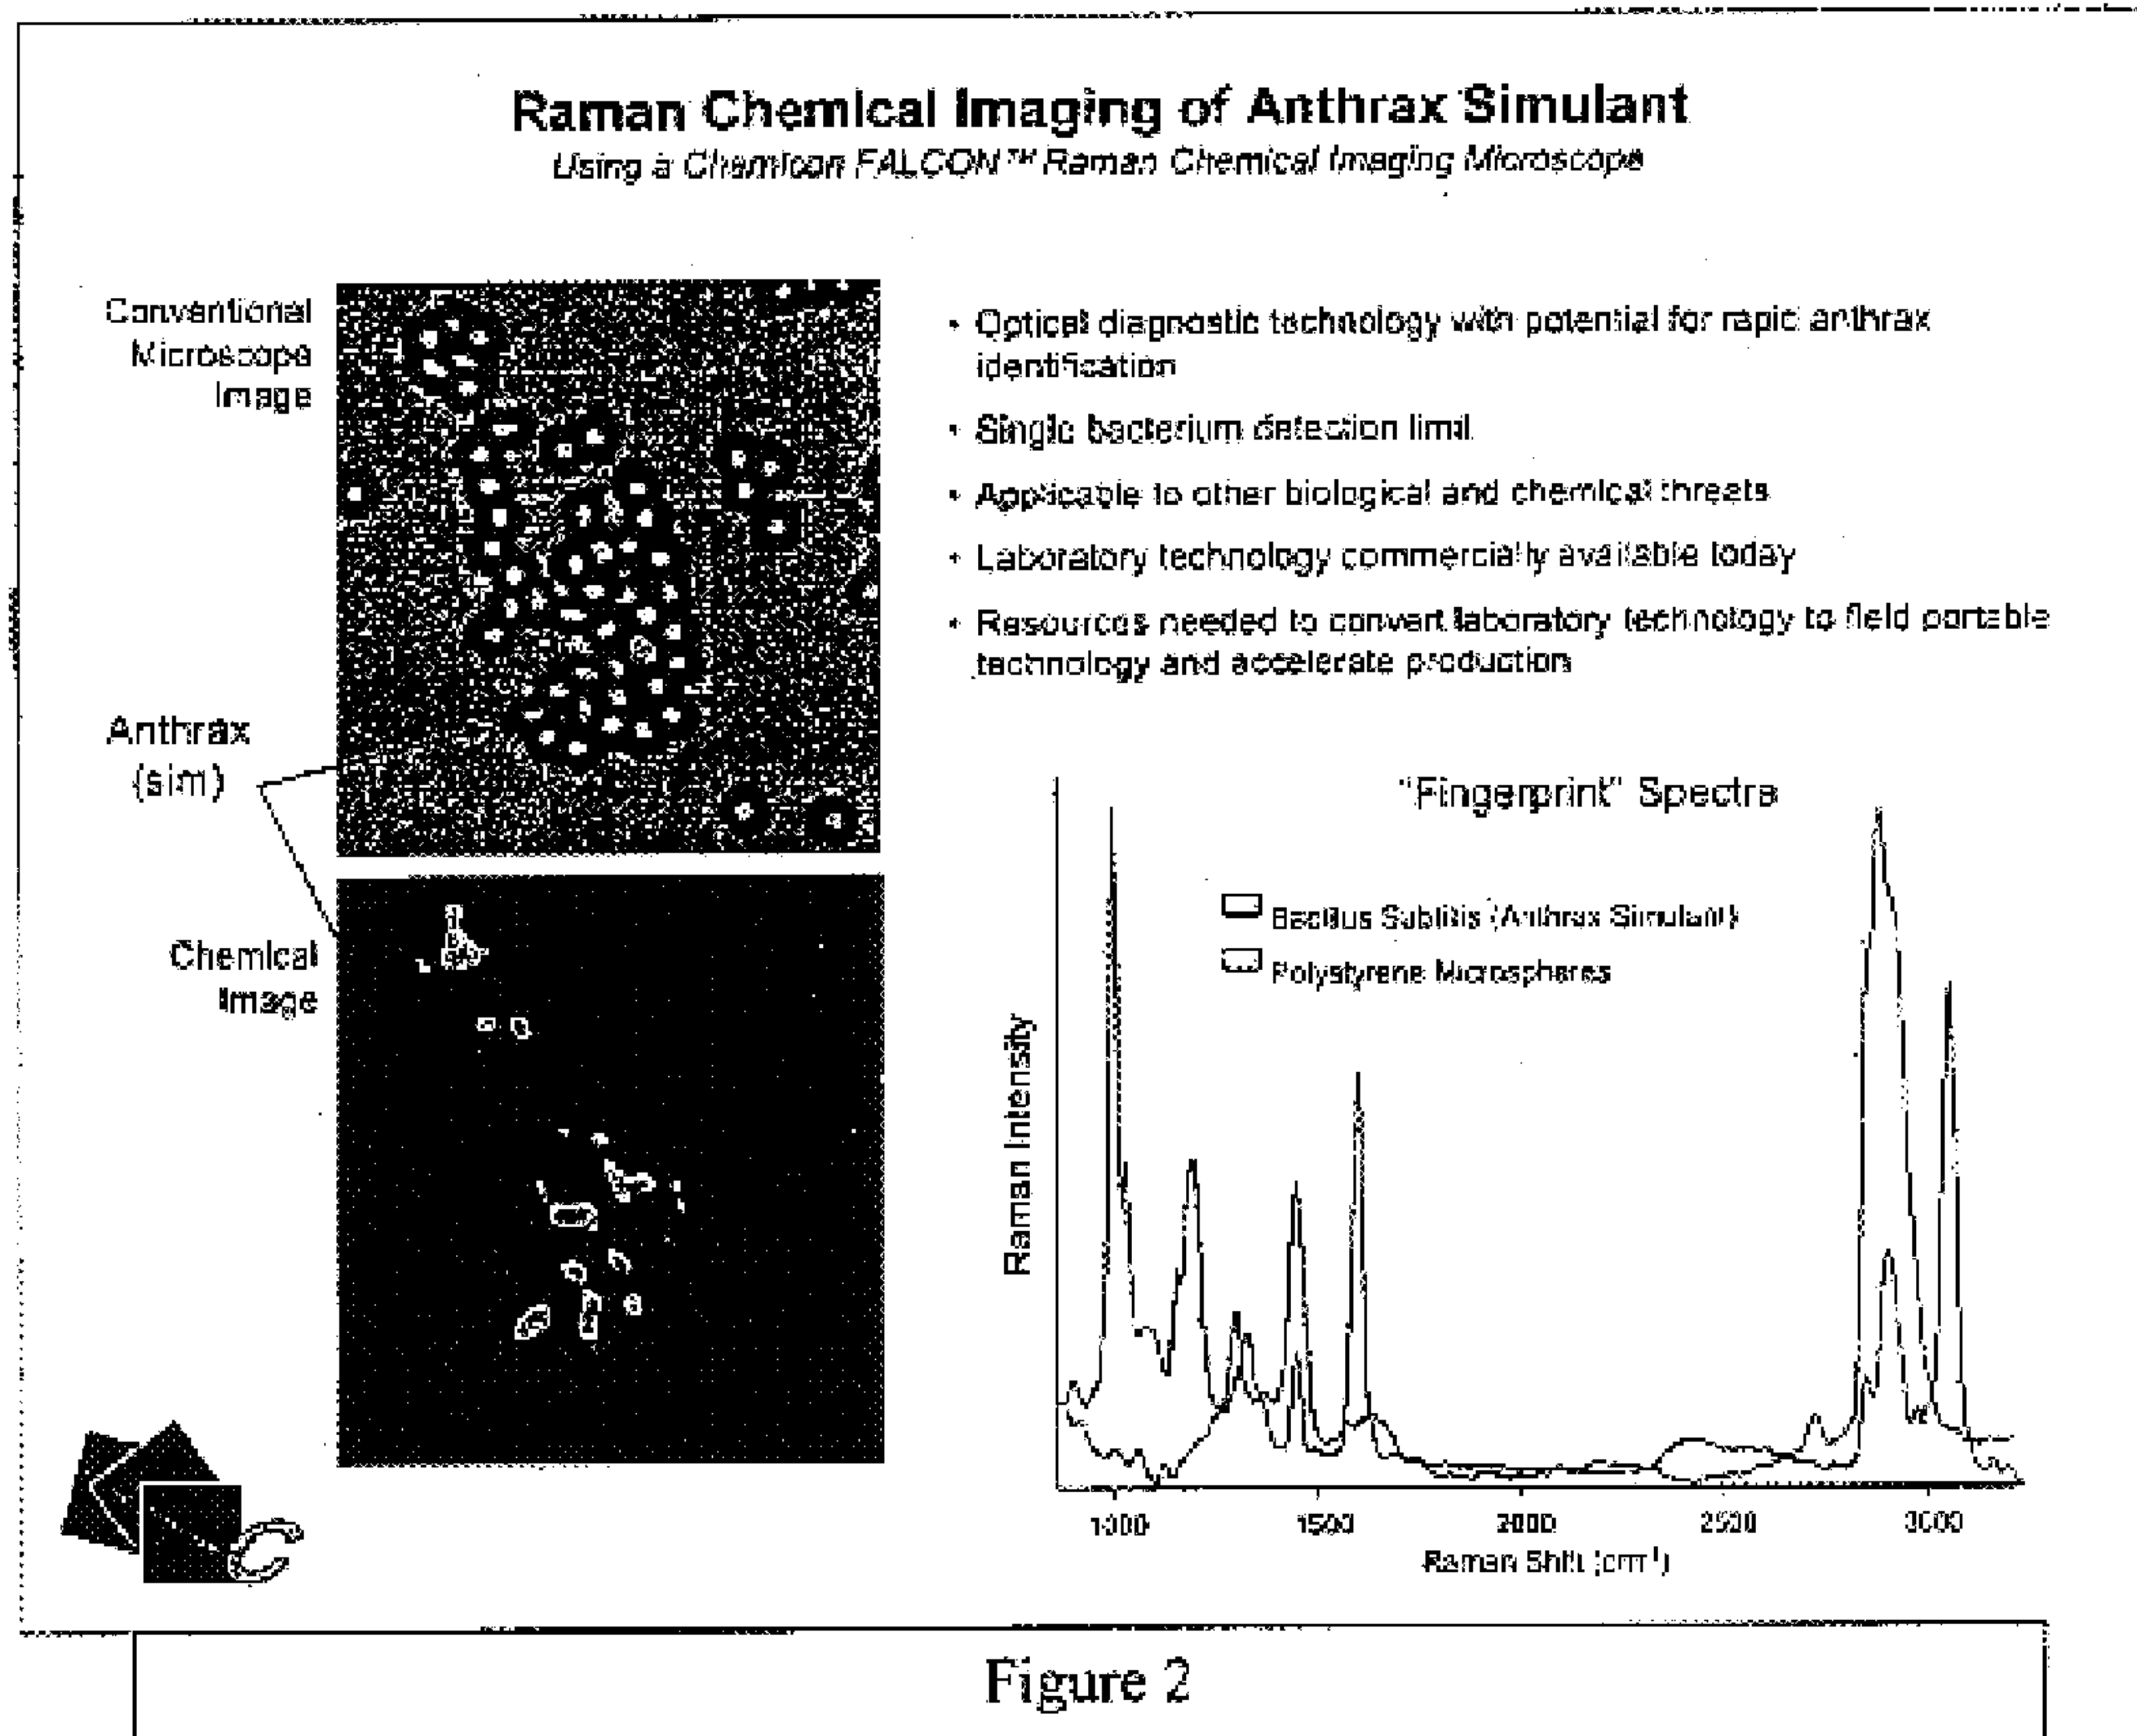 Raman Chemical Imaging of Anthrax Simulant
Using a ChemIcon FALCON™ Raman Chemical Imaging Microscope
Conventional
Microscope
Image
Anthrax
(sim)
Chemical
Image
• Optical diagnostic technology with potential for rapid anthrax
identification
• Single bacterium detection limit
• Applicable to other biological and chemical threats
• Laboratory technology commercially available today
• Resources needed to convert laboratory technology to field portable
technology and accelerate production
"Fingerprint" Spectra
Bacillus Subtilis (Anthrax Simulant)
Polystyrene Microspheres
Raman Intensity
1000 1500 2000 2500 3000
Raman Shift (cm⁻¹)
C
Figure 2